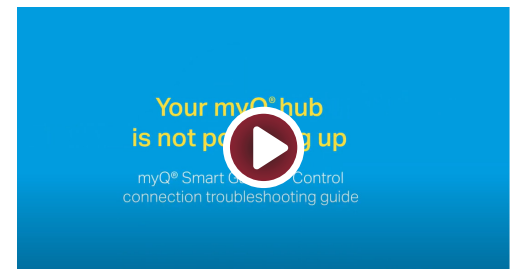 Your myQ® hub
is not up
myQ® Smart Control
connection troubleshooting guide